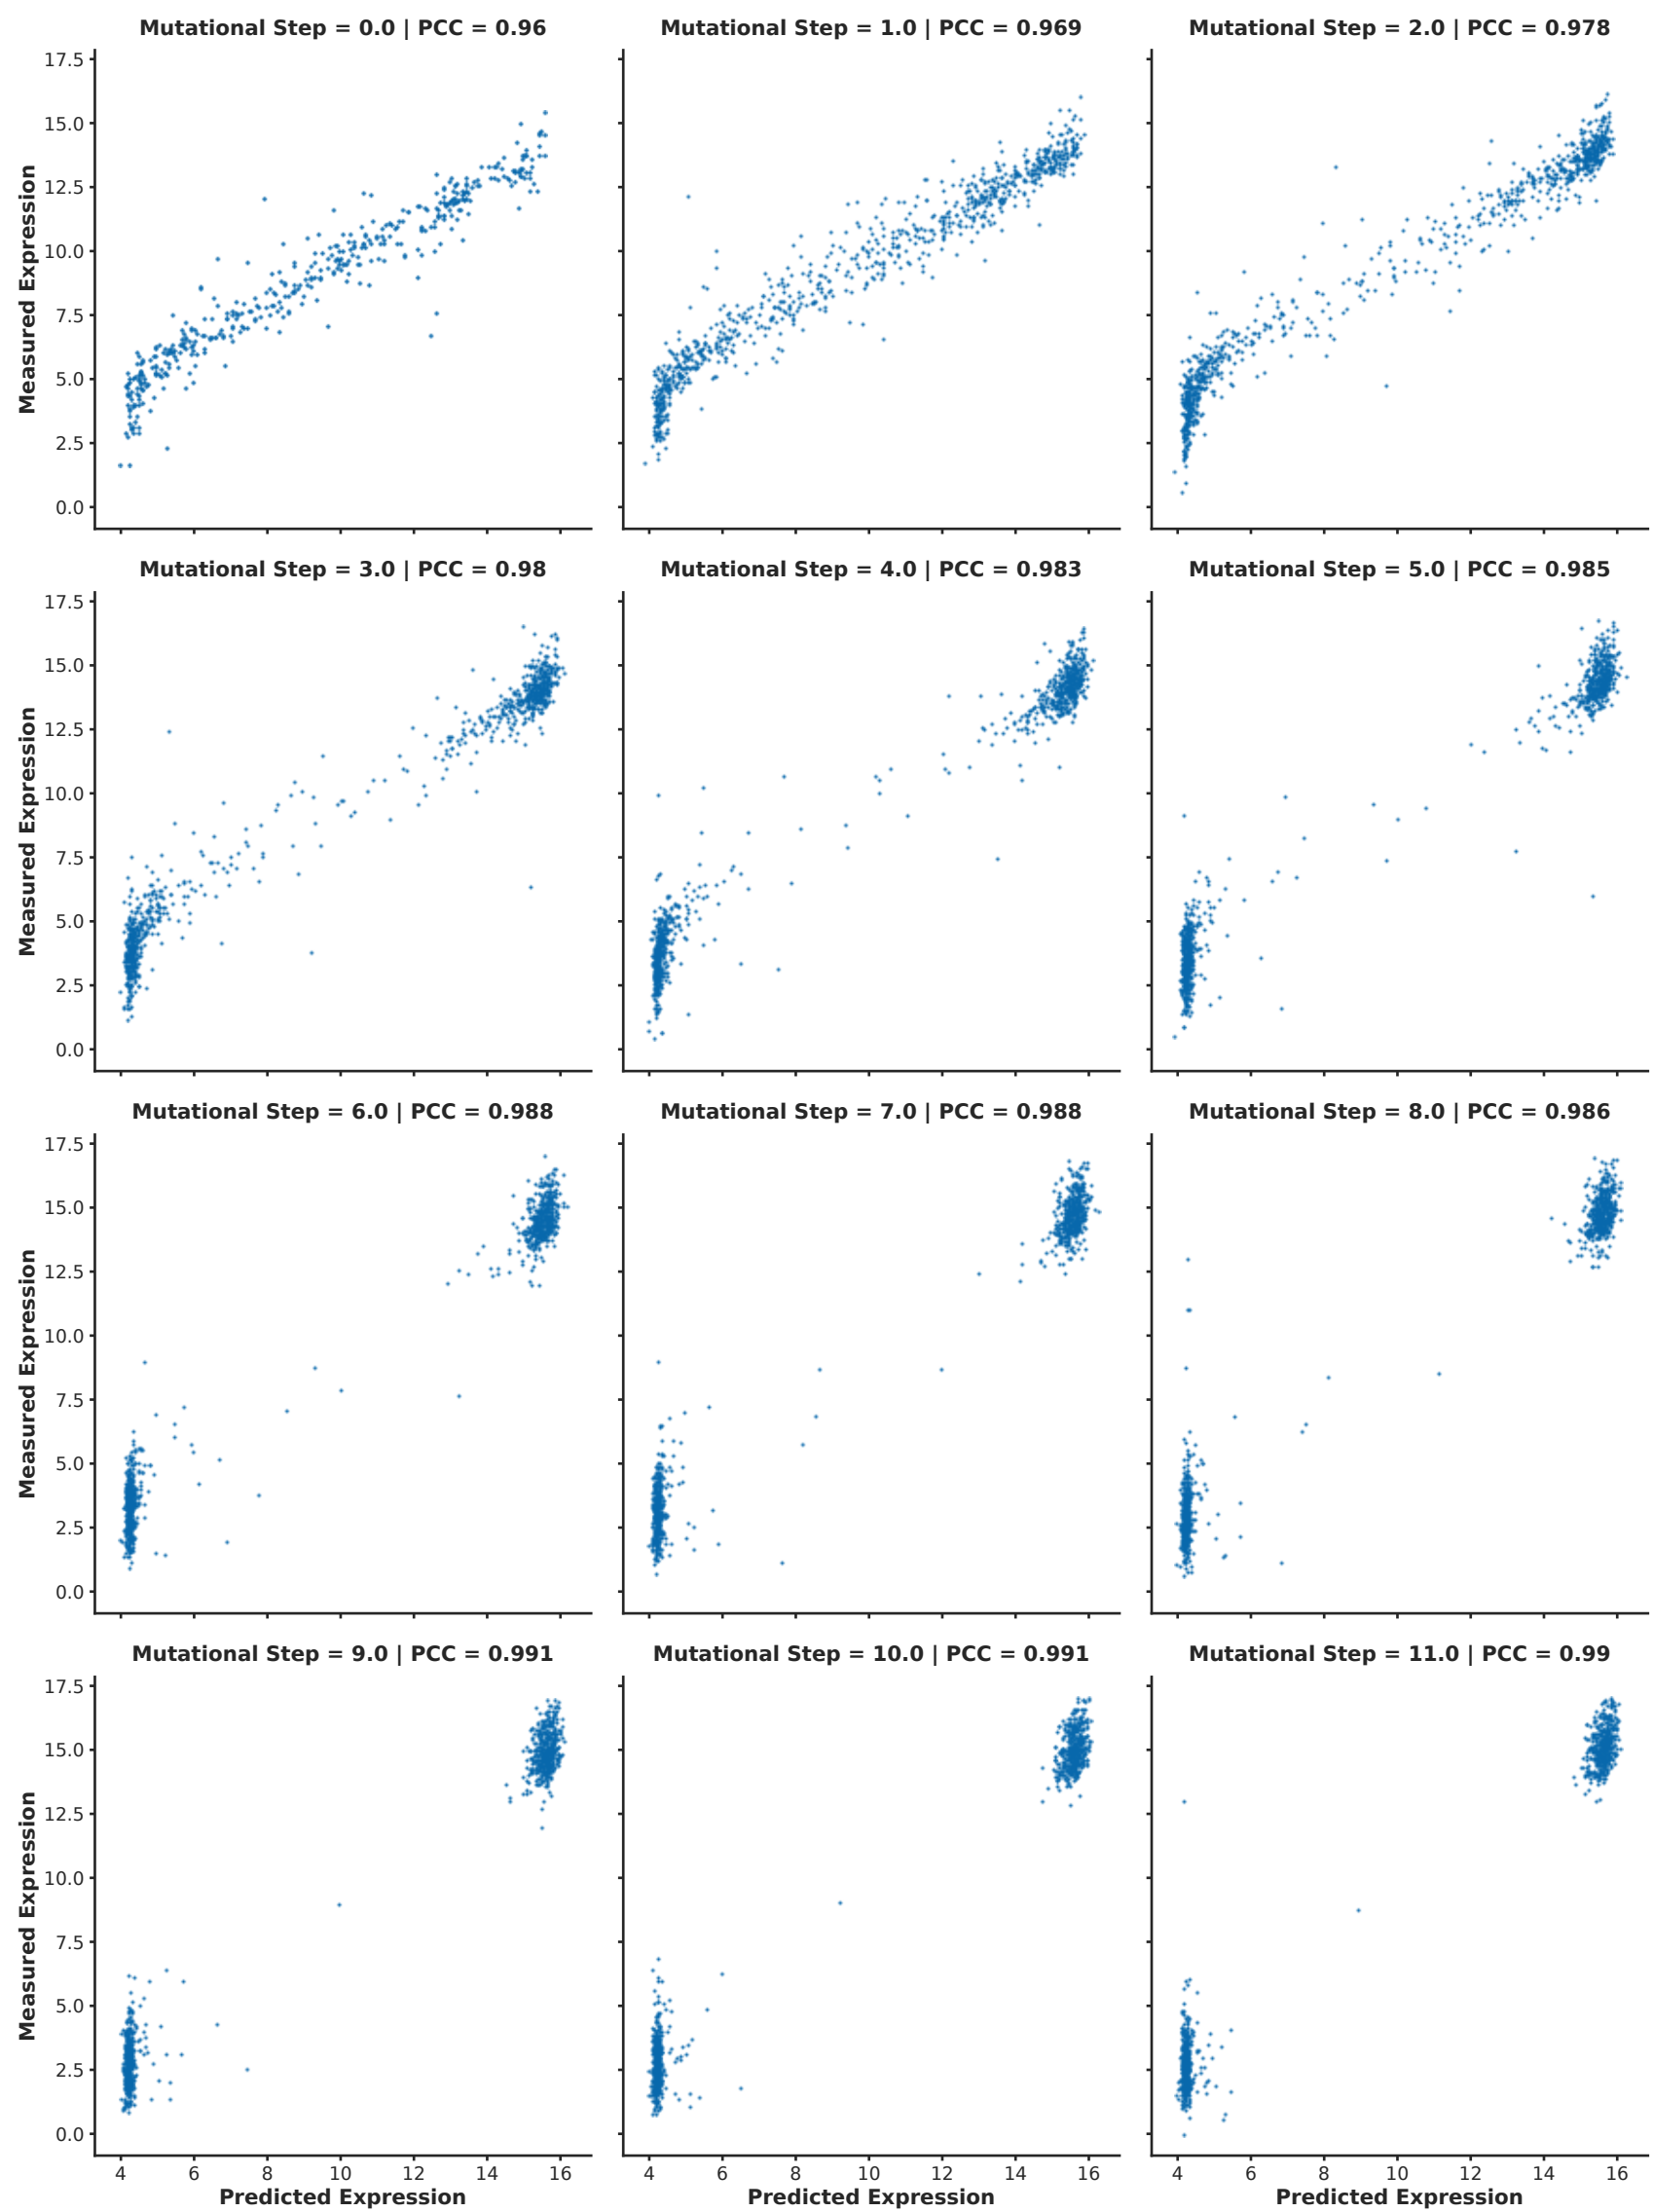 Mutational Step = 0.0 | PCC = 0.96
Mutational Step = 1.0 | PCC = 0.969
Mutational Step = 2.0 | PCC = 0.978
Measured Expression
17.5
15.0
12.5
10.0
7.5
5.0
2.5
0.0
Mutational Step = 3.0 | PCC = 0.98
Mutational Step = 4.0 | PCC = 0.983
Mutational Step = 5.0 | PCC = 0.985
Measured Expression
17.5
15.0
12.5
10.0
7.5
5.0
2.5
0.0
Mutational Step = 6.0 | PCC = 0.988
Mutational Step = 7.0 | PCC = 0.988
Mutational Step = 8.0 | PCC = 0.986
Measured Expression
17.5
15.0
12.5
10.0
7.5
5.0
2.5
0.0
Mutational Step = 9.0 | PCC = 0.991
Mutational Step = 10.0 | PCC = 0.991
Mutational Step = 11.0 | PCC = 0.99
Measured Expression
17.5
15.0
12.5
10.0
7.5
5.0
2.5
0.0
4 6 8 10 12 14 16
4 6 8 10 12 14 16
4 6 8 10 12 14 16
Predicted Expression
Predicted Expression
Predicted Expression